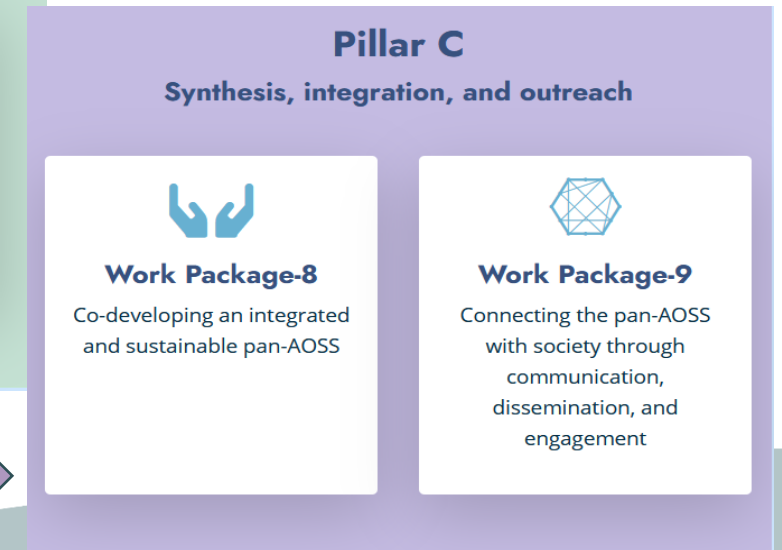 Pillar C
Synthesis, integration, and outreach
Work Package-8
Co-developing an integrated
and sustainable pan-AOSS
Work Package-9
Connecting the pan-AOSS
with society through
communication,
dissemination, and
engagement